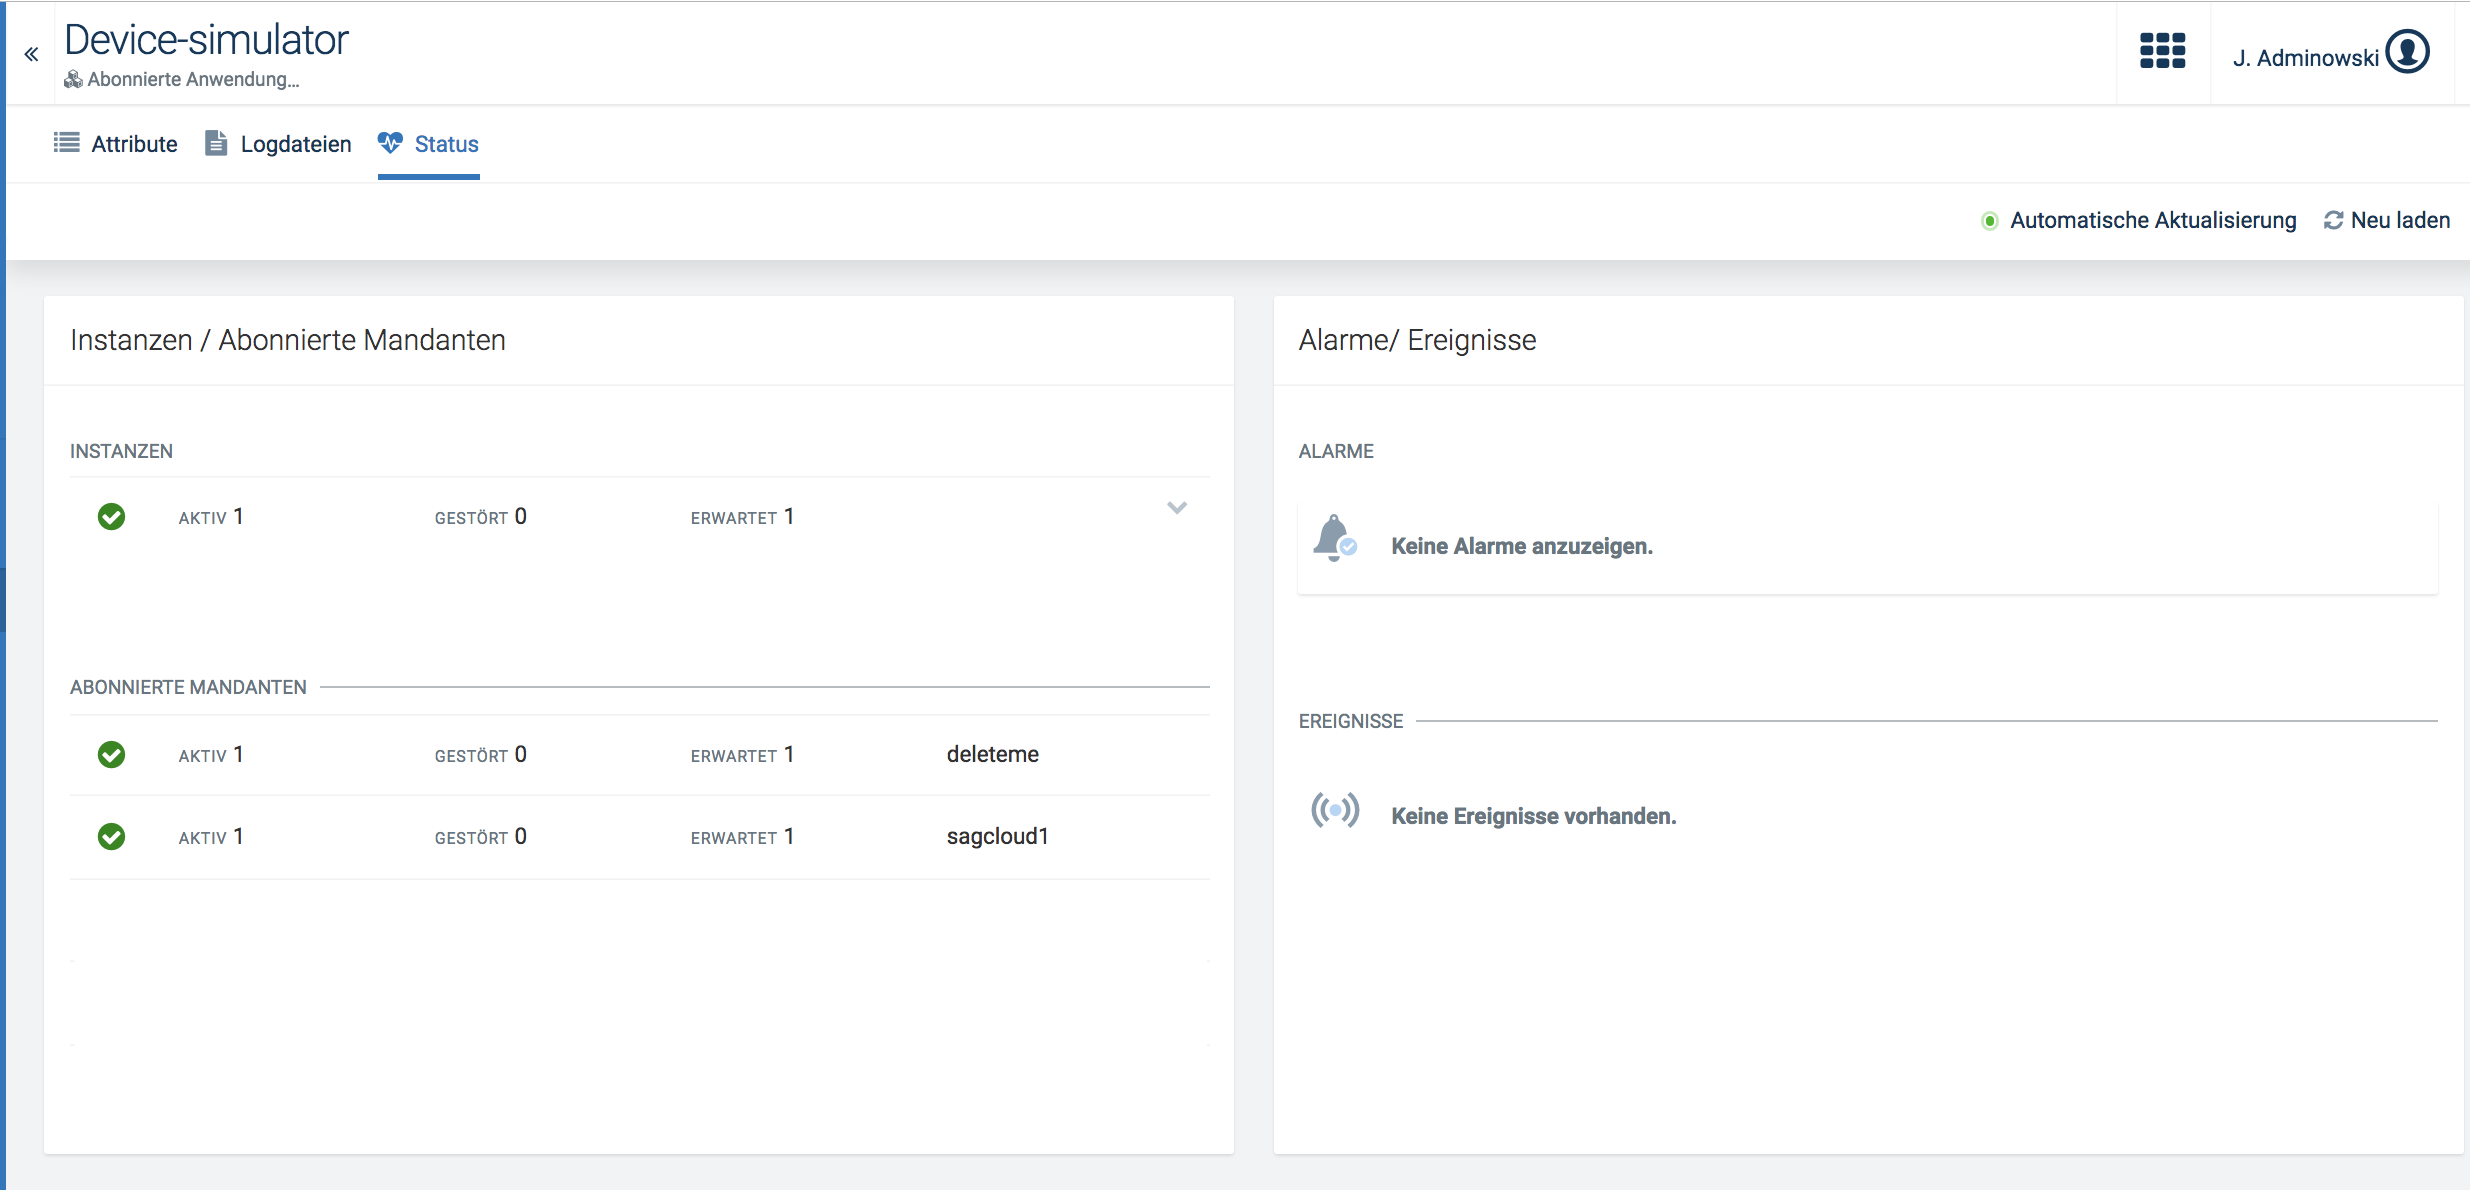 Device-simulator
Abonnierte Anwendung...
J. Adminowski
Attribute
Logdateien
Status
Automatische Aktualisierung
Neu laden
Instanzen / Abonnierte Mandanten
INSTANZEN
AKTIV 1 GESTÖRT 0 ERWARTET 1
ABONNIERTE MANDANTEN
AKTIV 1 GESTÖRT 0 ERWARTET 1 deleteme
AKTIV 1 GESTÖRT 0 ERWARTET 1 sagcloud1
Alarme/ Ereignisse
ALARME
Keine Alarme anzuzeigen.
EREIGNISSE
Keine Ereignisse vorhanden.